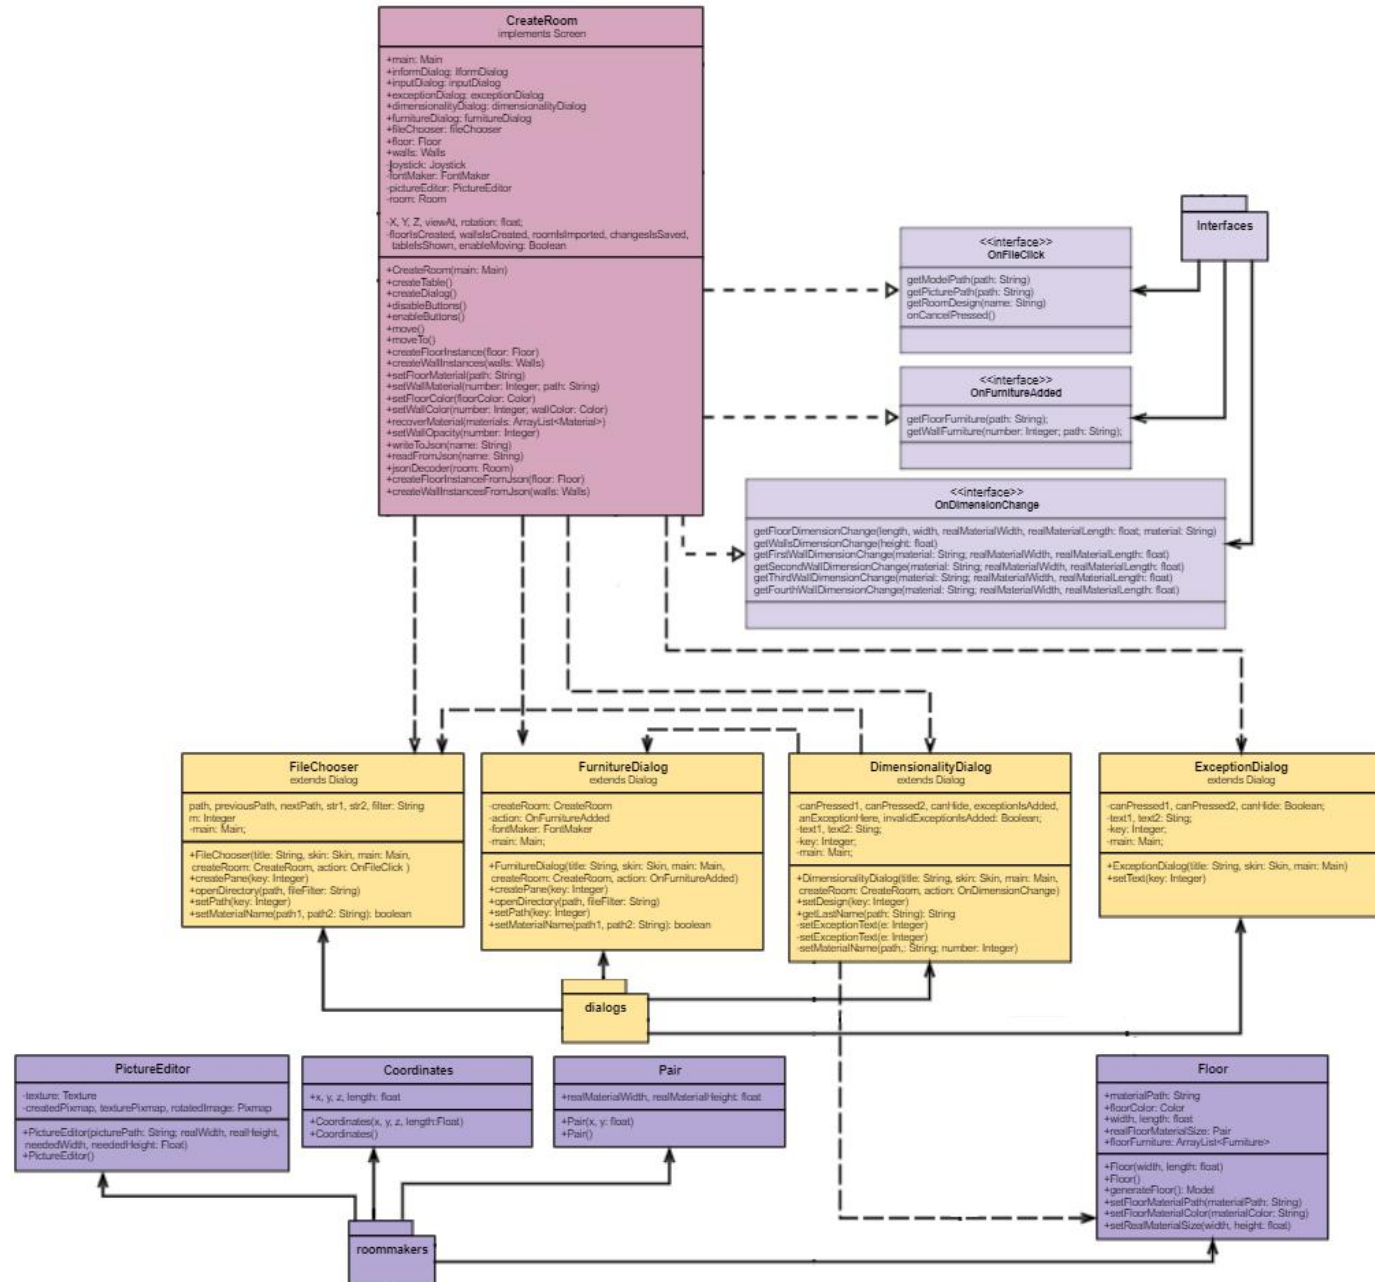 CreateRoom
implements Screen
+main: Main
+informDialog: IformDialog
+inputDialog: inputDialog
+exceptionDialog: exceptionDialog
+dimensionalityDialog: dimensionalityDialog
+furnitureDialog: furnitureDialog
+fileChooser: fileChooser
+floor: Floor
+walls: Walls
-joystick: Joystick
-fontMaker: FontMaker
-pictureEditor: PictureEditor
-room: Room
-X, Y, Z, viewAt, rotation: float;
-floorIsCreated, wallsIsCreated, roomIsImported, changesIsSaved,
tableIsShown, enableMoving: Boolean
+CreateRoom(main: Main)
+createTable()
+createDialog()
+disableButtons()
+enableButtons()
+move()
+moveTo()
+createFloorInstance(floor: Floor)
+createWallInstances(walls: Walls)
+setFloorMaterial(path: String)
+setWallMaterial(number: Integer; path: String)
+setFloorColor(floorColor: Color)
+setWallColor(number: Integer; wallColor: Color)
+recoverMaterial(materials: ArrayList<Material>)
+setWallOpacity(number: Integer)
+writeToJson(name: String)
+readFromJson(name: String)
+jsonDecoder(room: Room)
+createFloorInstanceFromJson(floor: Floor)
+createWallInstancesFromJson(walls: Walls)
Interfaces
<<interface>>
OnFileClick
getModelPath(path: String)
getPicturePath(path: String)
getRoomDesign(name: String)
onCancelPressed()
<<interface>>
OnFurnitureAdded
getFloorFurniture(path: String);
getWallFurniture(number: Integer; path: String);
<<interface>>
OnDimensionChange
getFloorDimensionChange(length, width, realMaterialWidth, realMaterialLength: float; material: String)
getWallsDimensionChange(height: float)
getFirstWallDimensionChange(material: String; realMaterialWidth, realMaterialLength: float)
getSecondWallDimensionChange(material: String; realMaterialWidth, realMaterialLength: float)
getThirdWallDimensionChange(material: String; realMaterialWidth, realMaterialLength: float)
getFourthWallDimensionChange(material: String; realMaterialWidth, realMaterialLength: float)
FileChooser
extends Dialog
path, previousPath, nextPath, str1, str2, filter: String
m: Integer
-main: Main;
+FileChooser(title: String, skin: Skin, main: Main,
createRoom: CreateRoom, action: OnFileClick )
+createPane(key: Integer)
+openDirectory(path, fileFilter: String)
+setPath(key: Integer)
+setMaterialName(path1, path2: String): boolean
FurnitureDialog
extends Dialog
-createRoom: CreateRoom
-action: OnFurnitureAdded
-fontMaker: FontMaker
-main: Main;
+FurnitureDialog(title: String, skin: Skin, main: Main,
createRoom: CreateRoom, action: OnFurnitureAdded)
+createPane(key: Integer)
+openDirectory(path, fileFilter: String)
+setPath(key: Integer)
+setMaterialName(path1, path2: String): boolean
DimensionalityDialog
extends Dialog
-canPressed1, canPressed2, canHide, exceptionIsAdded,
anExceptionHere, invalidExceptionIsAdded: Boolean;
-text1, text2: Sting;
-key: Integer;
-main: Main;
+DimensionalityDialog(title: String, skin: Skin, main: Main,
createRoom: CreateRoom, action: OnDimensionChange)
+setDesign(key: Integer)
+getLastName(path: String): String
-setExceptionText(e: Integer)
-setExceptionText(e: Integer)
-setMaterialName(path,: String; number: Integer)
ExceptionDialog
extends Dialog
-canPressed1, canPressed2, canHide: Boolean;
-text1, text2: Sting;
-key: Integer;
-main: Main;
+ExceptionDialog(title: String, skin: Skin, main: Main)
+setText(key: Integer)
dialogs
PictureEditor
-texture: Texture
-createdPixmap, texturePixmap, rotatedImage: Pixmap
+PictureEditor(picturePath: String; realWidth, realHeight,
neededWidth, neededHeight: Float)
+PictureEditor()
Coordinates
+x, y, z, length: float
+Coordinates(x, y, z, length:Float)
+Coordinates()
Pair
+realMaterialWidth, realMaterialHeight: float
+Pair(x, y: float)
+Pair()
Floor
+materialPath: String
+floorColor: Color
+width, length: float
+realFloorMaterialSize: Pair
+floorFurniture: ArrayList<Furniture>
+Floor(width, length: float)
+Floor()
+generateFloor(): Model
+setFloorMaterialPath(materialPath: String)
+setFloorMaterialColor(materialColor: String)
+setRealMaterialSize(width, height: float)
roommakers